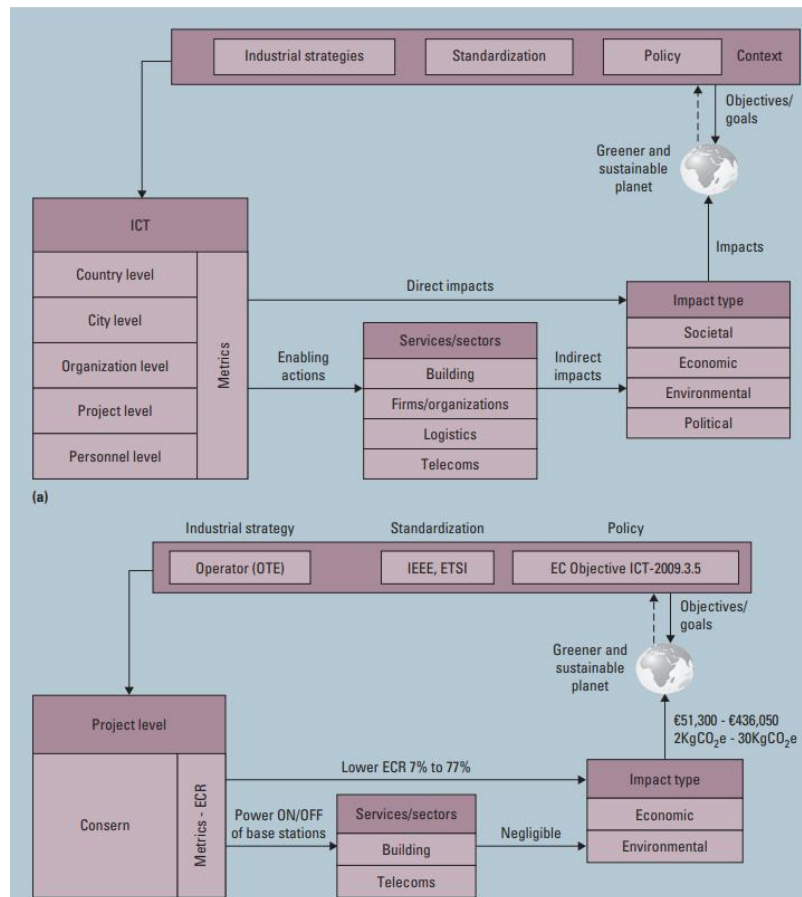 Industrial strategies
Standardization
Policy
Context
Objectives/
goals
Greener and
sustainable
planet
ICT
Impacts
Country level
City level
Organization level
Project level
Personnel level
Metrics
Direct impacts
Enabling
actions
Services/sectors
Building
Firms/organizations
Logistics
Telecoms
Indirect
impacts
Impact type
Societal
Economic
Environmental
Political
(a)
Industrial strategy
Standardization
Policy
Operator (OTE)
IEEE, ETSI
EC Objective ICT-2009.3.5
Objectives/
goals
Greener and
sustainable
planet
€51,300 - €436,050
2KgCO₂e - 30KgCO₂e
Project level
Consern
Metrics - ECR
Lower ECR 7% to 77%
Power ON/OFF
of base stations
Services/sectors
Building
Telecoms
Negligible
Impact type
Economic
Environmental